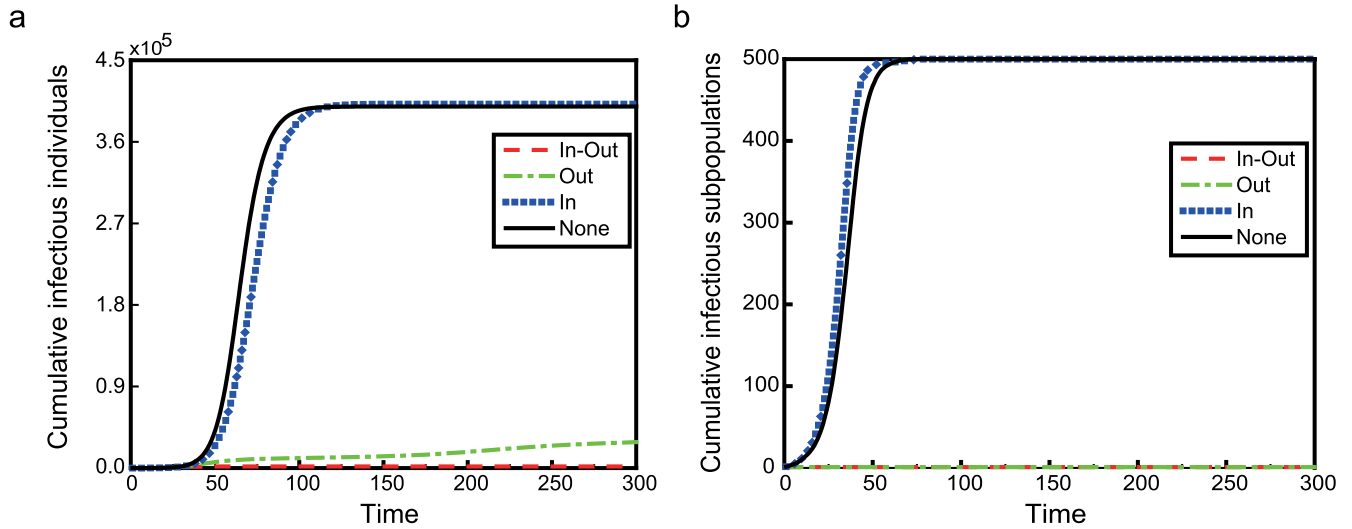 a
Cumulative infectious individuals
x10⁵
4.5
3.6
2.7
1.8
0.9
0.0
In-Out
Out
In
None
0 50 100 150 200 250 300
Time
b
Cumulative infectious subpopulations
500
400
300
200
100
0
In-Out
Out
In
None
0 50 100 150 200 250 300
Time